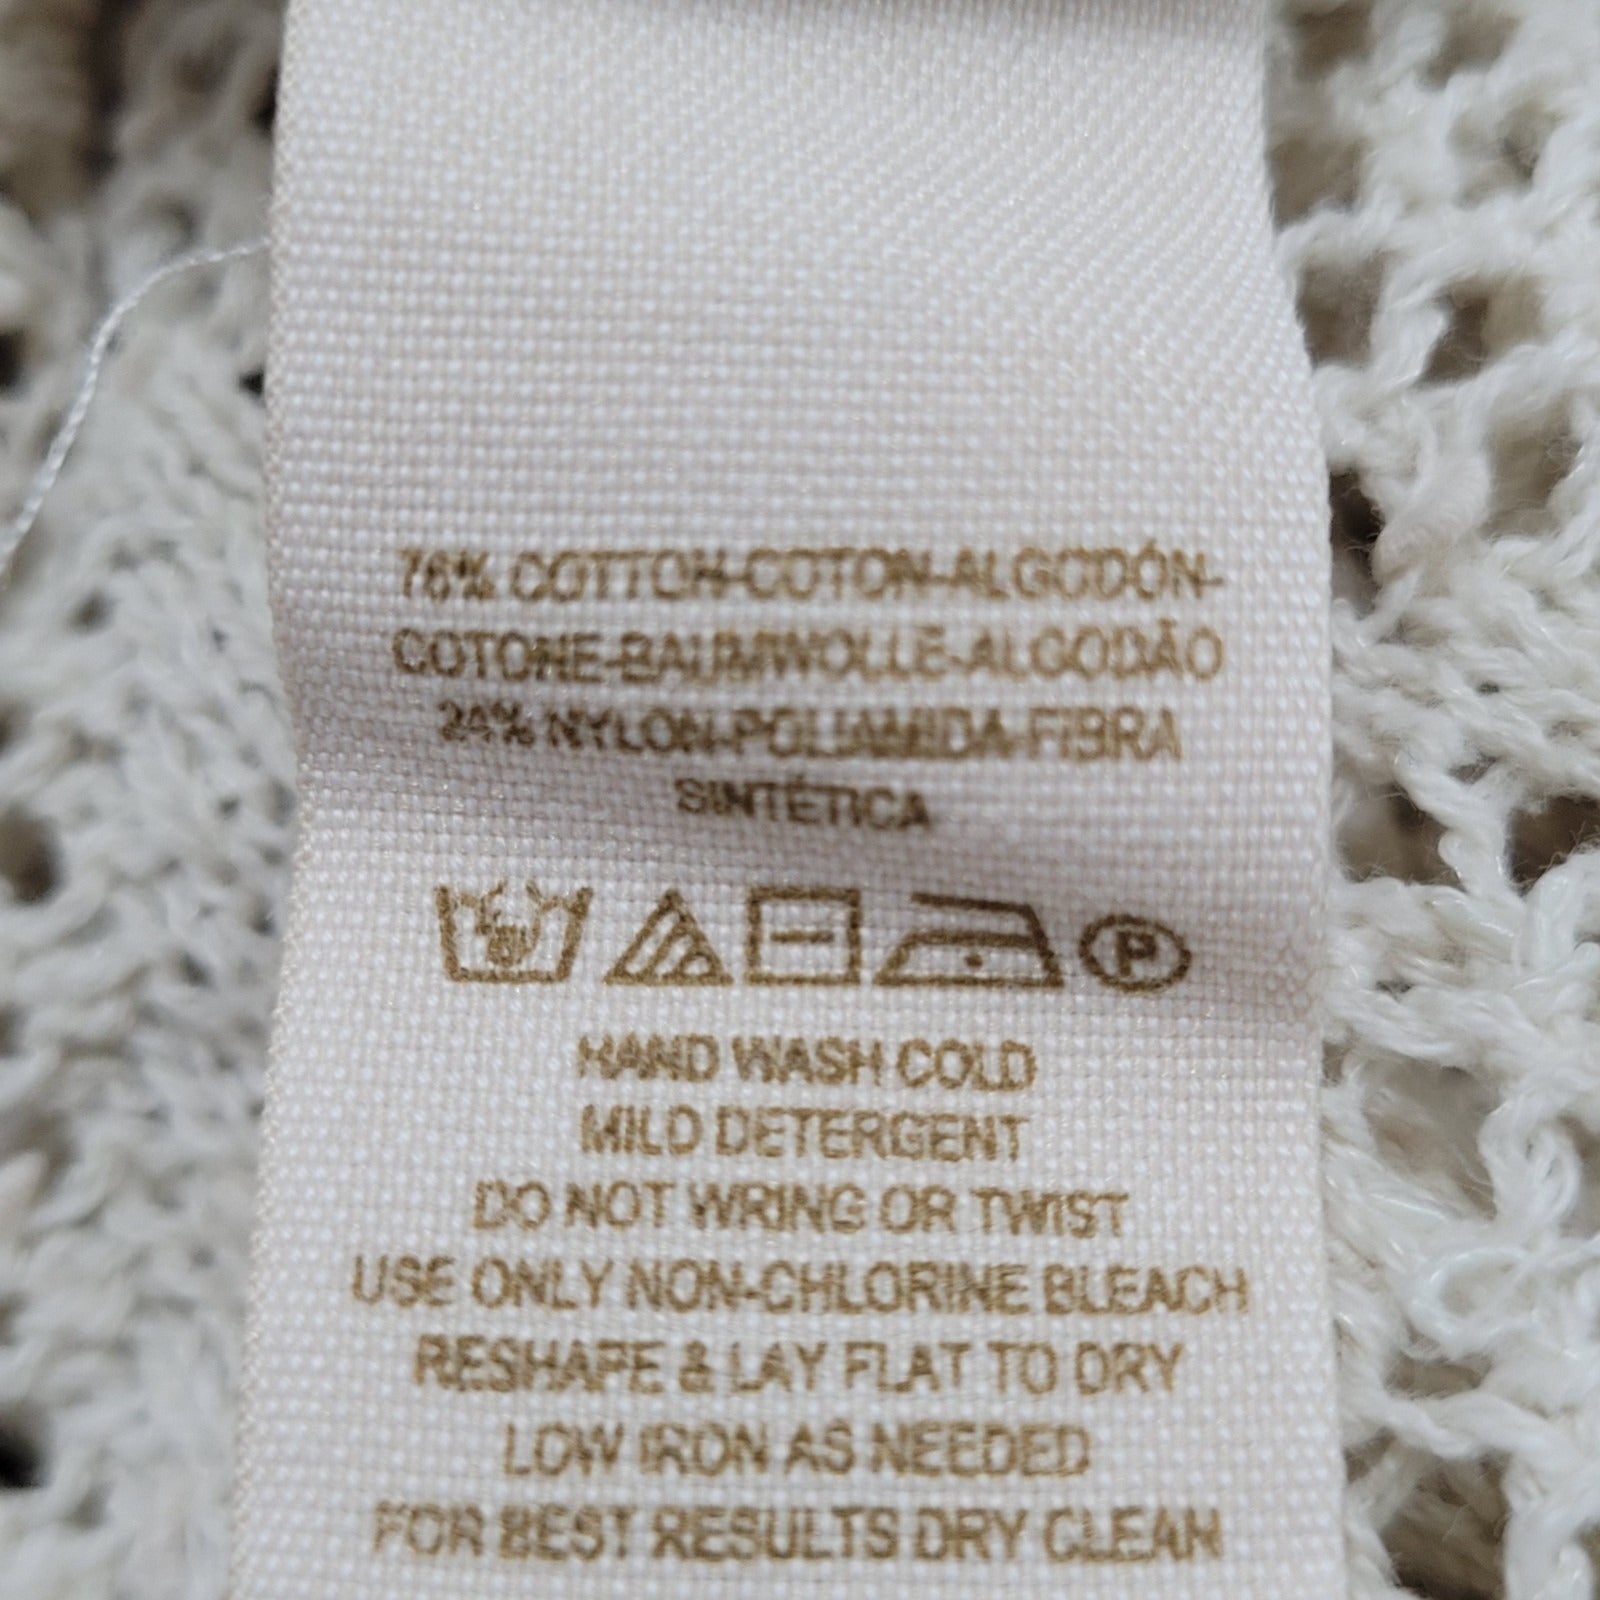 76% COTTON-COTON-ALGODÓN-
COTONE-BAUMWOLLE-ALGODÃO
24% NYLON-POLIAMIDA-FIBRA
SINTÉTICA
P
HAND WASH COLD
MILD DETERGENT
DO NOT WRING OR TWIST
USE ONLY NON-CHLORINE BLEACH
RESHAPE & LAY FLAT TO DRY
LOW IRON AS NEEDED
FOR BEST RESULTS DRY CLEAN